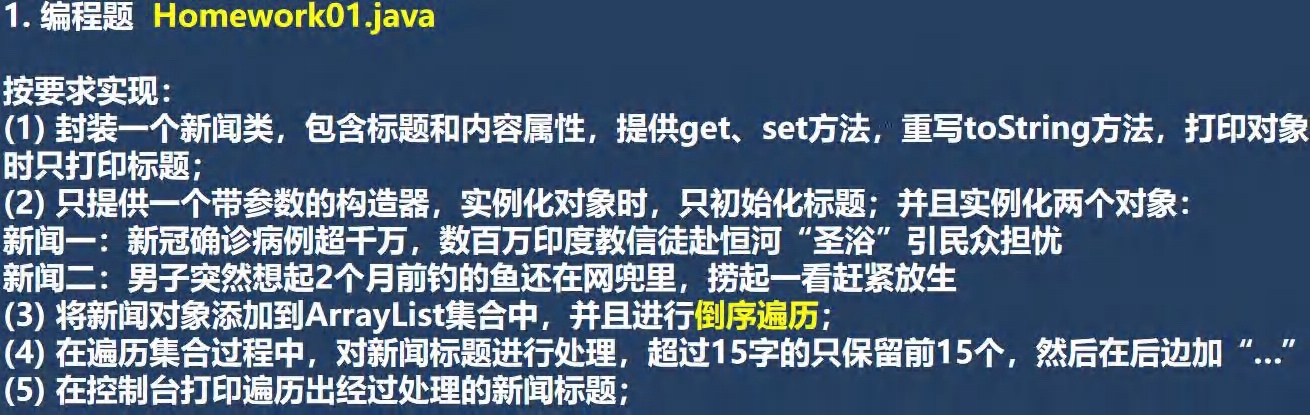 1. 编程题 Homework01.java
按要求实现：
(1) 封装一个新闻类，包含标题和内容属性，提供get、set方法，重写toString方法，打印对象
时只打印标题；
(2) 只提供一个带参数的构造器，实例化对象时，只初始化标题；并且实例化两个对象：
新闻一：新冠确诊病例超千万，数百万印度教信徒赴恒河“圣浴”引民众担忧
新闻二：男子突然想起2个月前钓的鱼还在网兜里，捞起一看赶紧放生
(3) 将新闻对象添加到ArrayList集合中，并且进行倒序遍历；
(4) 在遍历集合过程中，对新闻标题进行处理，超过15字的只保留前15个，然后在后边加“…”
(5) 在控制台打印遍历出经过处理的新闻标题；